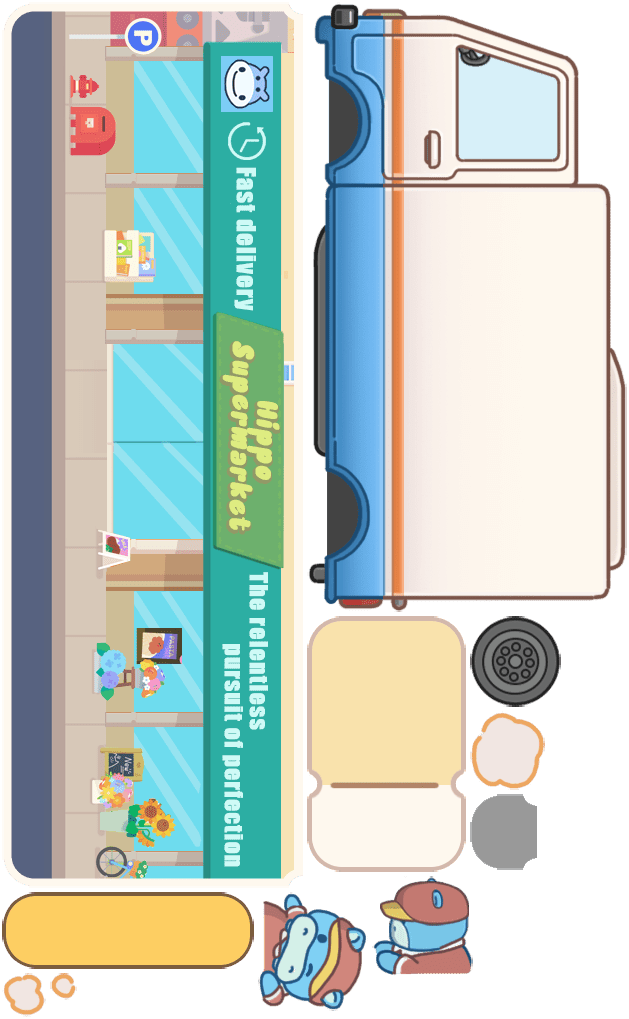 P
Fast delivery
Hippo
Supermarket
The relentless
pursuit of perfection